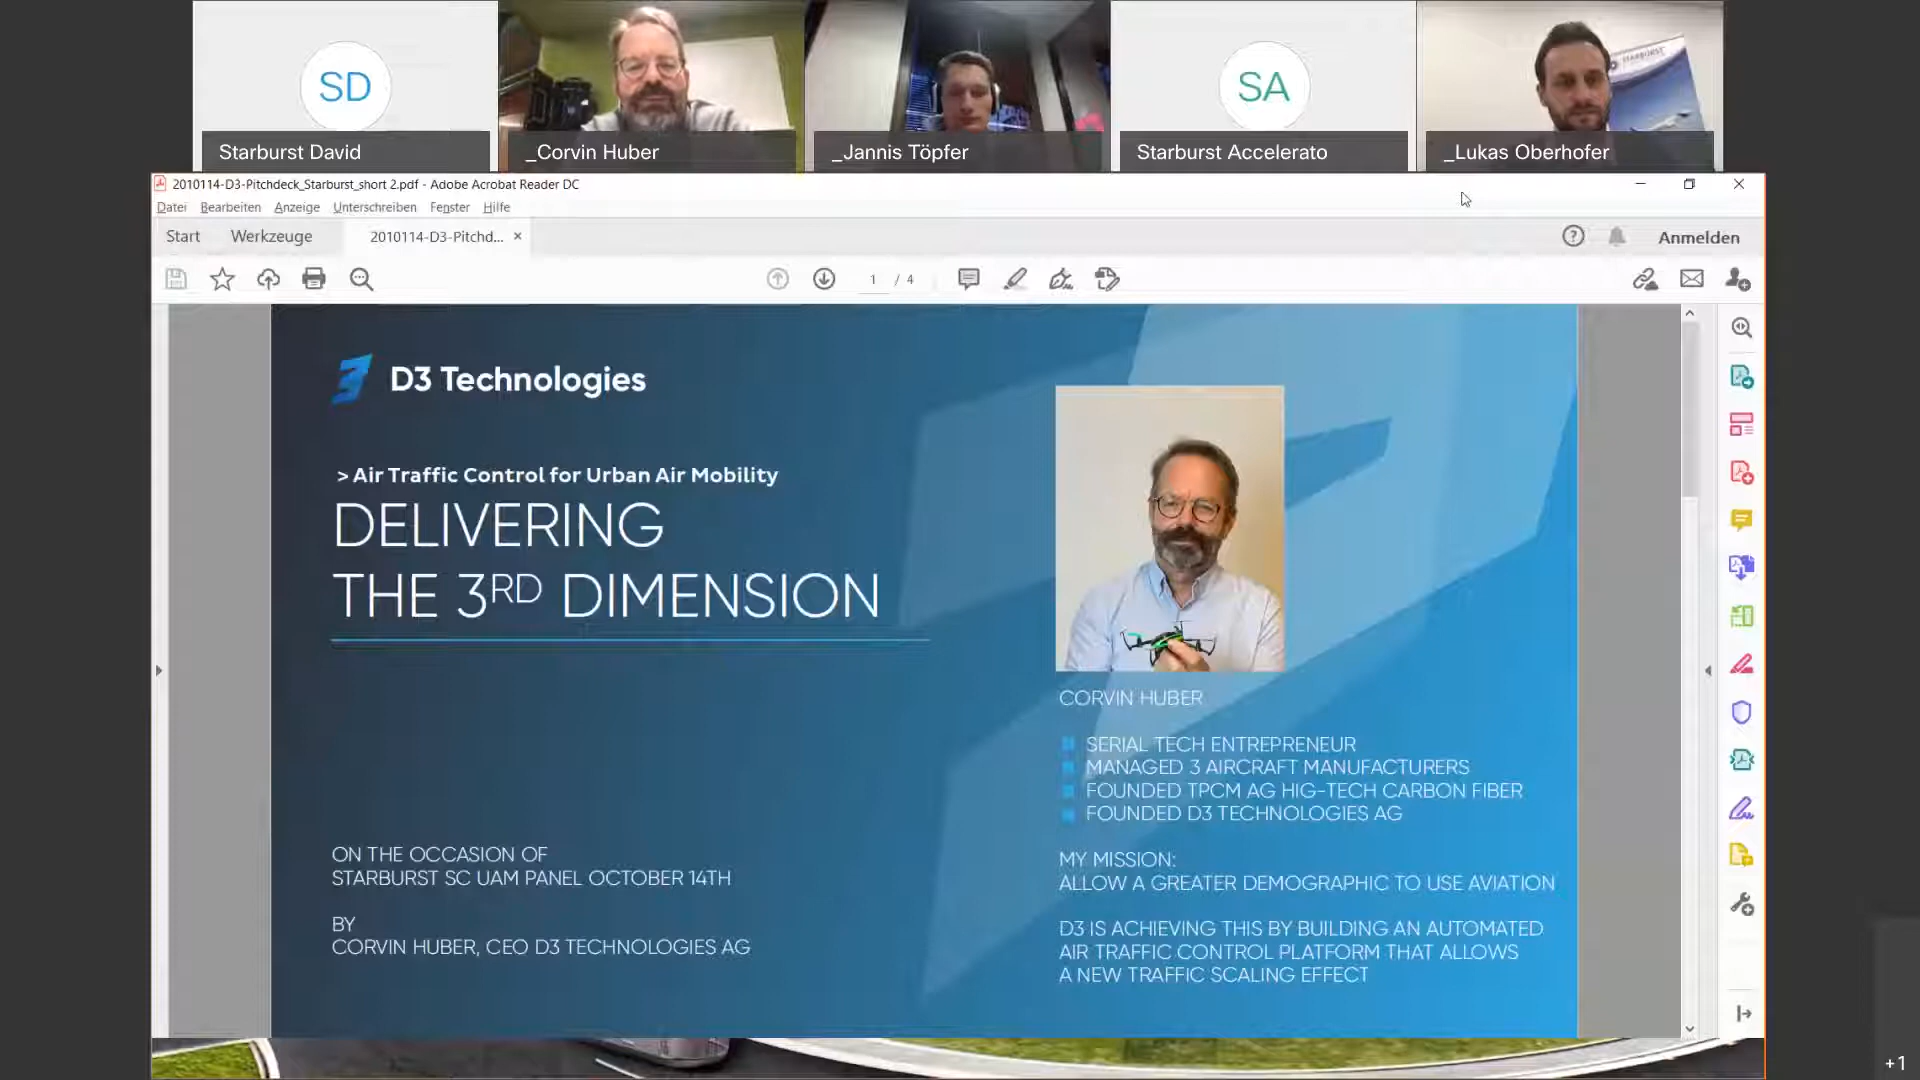 SD
SA
STARBURST
Starburst David
_Corvin Huber
_Jannis Töpfer
Starburst Accelerato
_Lukas Oberhofer
2010114-D3-Pitchdeck_Starburst_short 2.pdf - Adobe Acrobat Reader DC
Datei Bearbeiten Anzeige Unterschreiben Fenster Hilfe
Start Werkzeuge 2010114-D3-Pitchd... ×
Anmelden
1 / 4
D3 Technologies
> Air Traffic Control for Urban Air Mobility
DELIVERING
THE 3RD DIMENSION
ON THE OCCASION OF
STARBURST SC UAM PANEL OCTOBER 14TH
BY
CORVIN HUBER, CEO D3 TECHNOLOGIES AG
CORVIN HUBER
SERIAL TECH ENTREPRENEUR
MANAGED 3 AIRCRAFT MANUFACTURERS
FOUNDED TPCM AG HIG-TECH CARBON FIBER
FOUNDED D3 TECHNOLOGIES AG
MY MISSION:
ALLOW A GREATER DEMOGRAPHIC TO USE AVIATION
D3 IS ACHIEVING THIS BY BUILDING AN AUTOMATED
AIR TRAFFIC CONTROL PLATFORM THAT ALLOWS
A NEW TRAFFIC SCALING EFFECT
+1